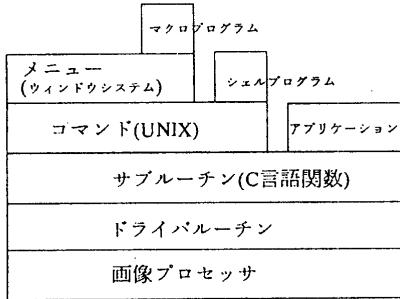 マクロプログラム
メニュー
(ウィンドウシステム)
シェルプログラム
コマンド(UNIX)
アプリケーション
サブルーチン(C言語関数)
ドライバルーチン
画像プロセッサ